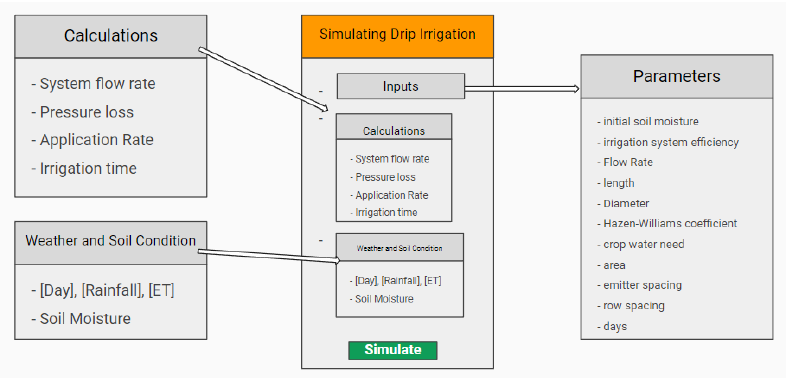 Calculations
- System flow rate
- Pressure loss
- Application Rate
- Irrigation time
Weather and Soil Condition
- [Day], [Rainfall], [ET]
- Soil Moisture
Simulating Drip Irrigation
-
Inputs
-
Calculations
- System flow rate
- Pressure loss
- Application Rate
- Irrigation time
-
Weather and Soil Condition
- [Day], [Rainfall], [ET]
- Soil Moisture
Simulate
Parameters
- initial soil moisture
- irrigation system efficiency
- Flow Rate
- length
- Diameter
- Hazen-Williams coefficient
- crop water need
- area
- emitter spacing
- row spacing
- days